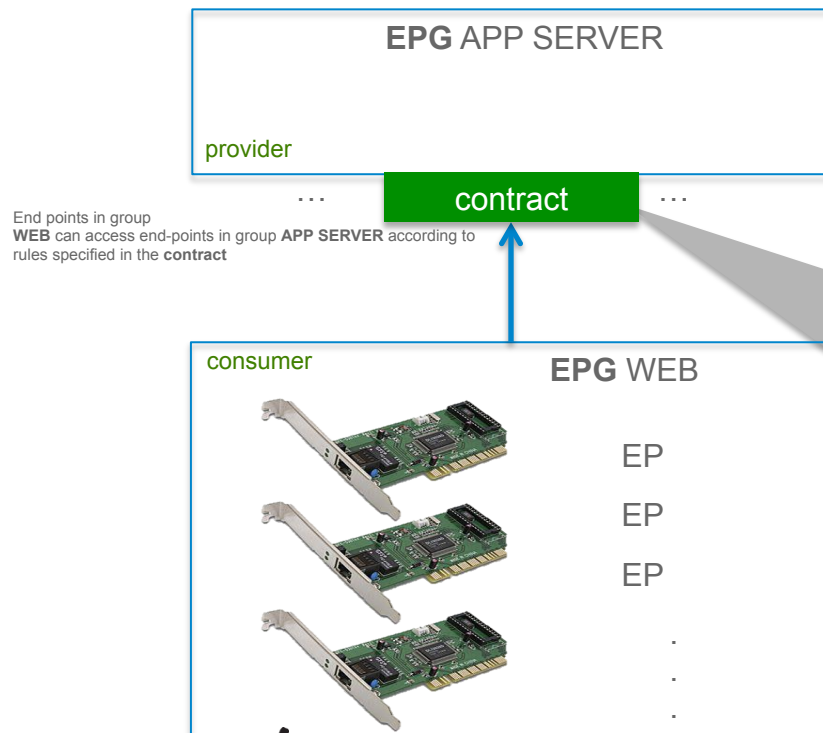 EPG APP SERVER
provider
... contract ...
End points in group
WEB can access end-points in group APP SERVER according to
rules specified in the contract
consumer
EPG WEB
EP
EP
EP
.
.
.